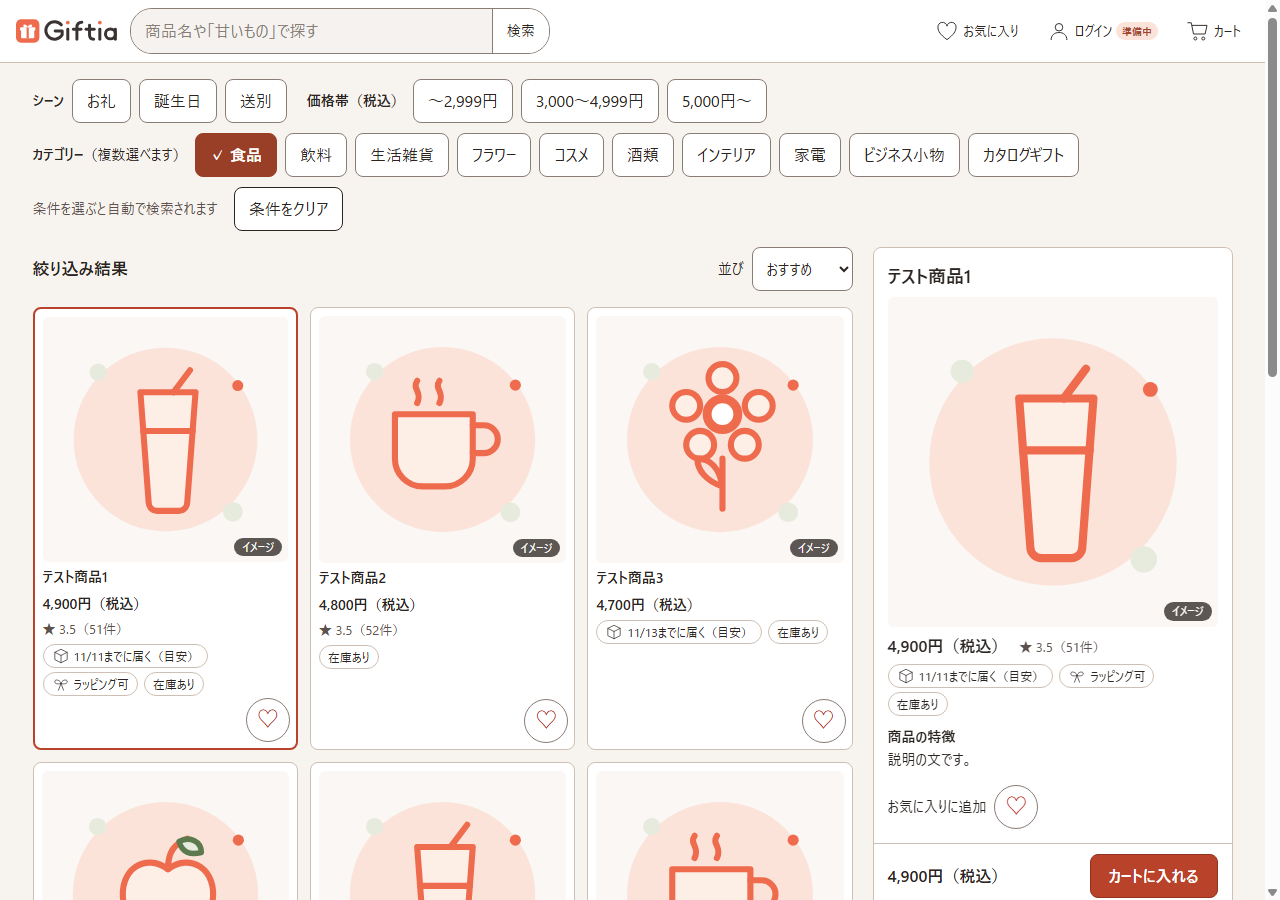 Giftia
商品名や「甘いもの」で探す
検索
お気に入り
ログイン 準備中
カート
シーン お礼 誕生日 送別 価格帯（税込） ～2,999円 3,000～4,999円 5,000円～
カテゴリー（複数選べます） ✓ 食品 飲料 生活雑貨 フラワー コスメ 酒類 インテリア 家電 ビジネス小物 カタログギフト
条件を選ぶと自動で検索されます 条件をクリア
絞り込み結果
並び おすすめ
イメージ
テスト商品1
4,900円（税込）
★ 3.5（51件）
11/11までに届く（目安）
ラッピング可 在庫あり
イメージ
テスト商品2
4,800円（税込）
★ 3.5（52件）
在庫あり
イメージ
テスト商品3
4,700円（税込）
11/13までに届く（目安） 在庫あり
テスト商品1
イメージ
4,900円（税込） ★ 3.5（51件）
11/11までに届く（目安） ラッピング可
在庫あり
商品の特徴
説明の文です。
お気に入りに追加
4,900円（税込） カートに入れる